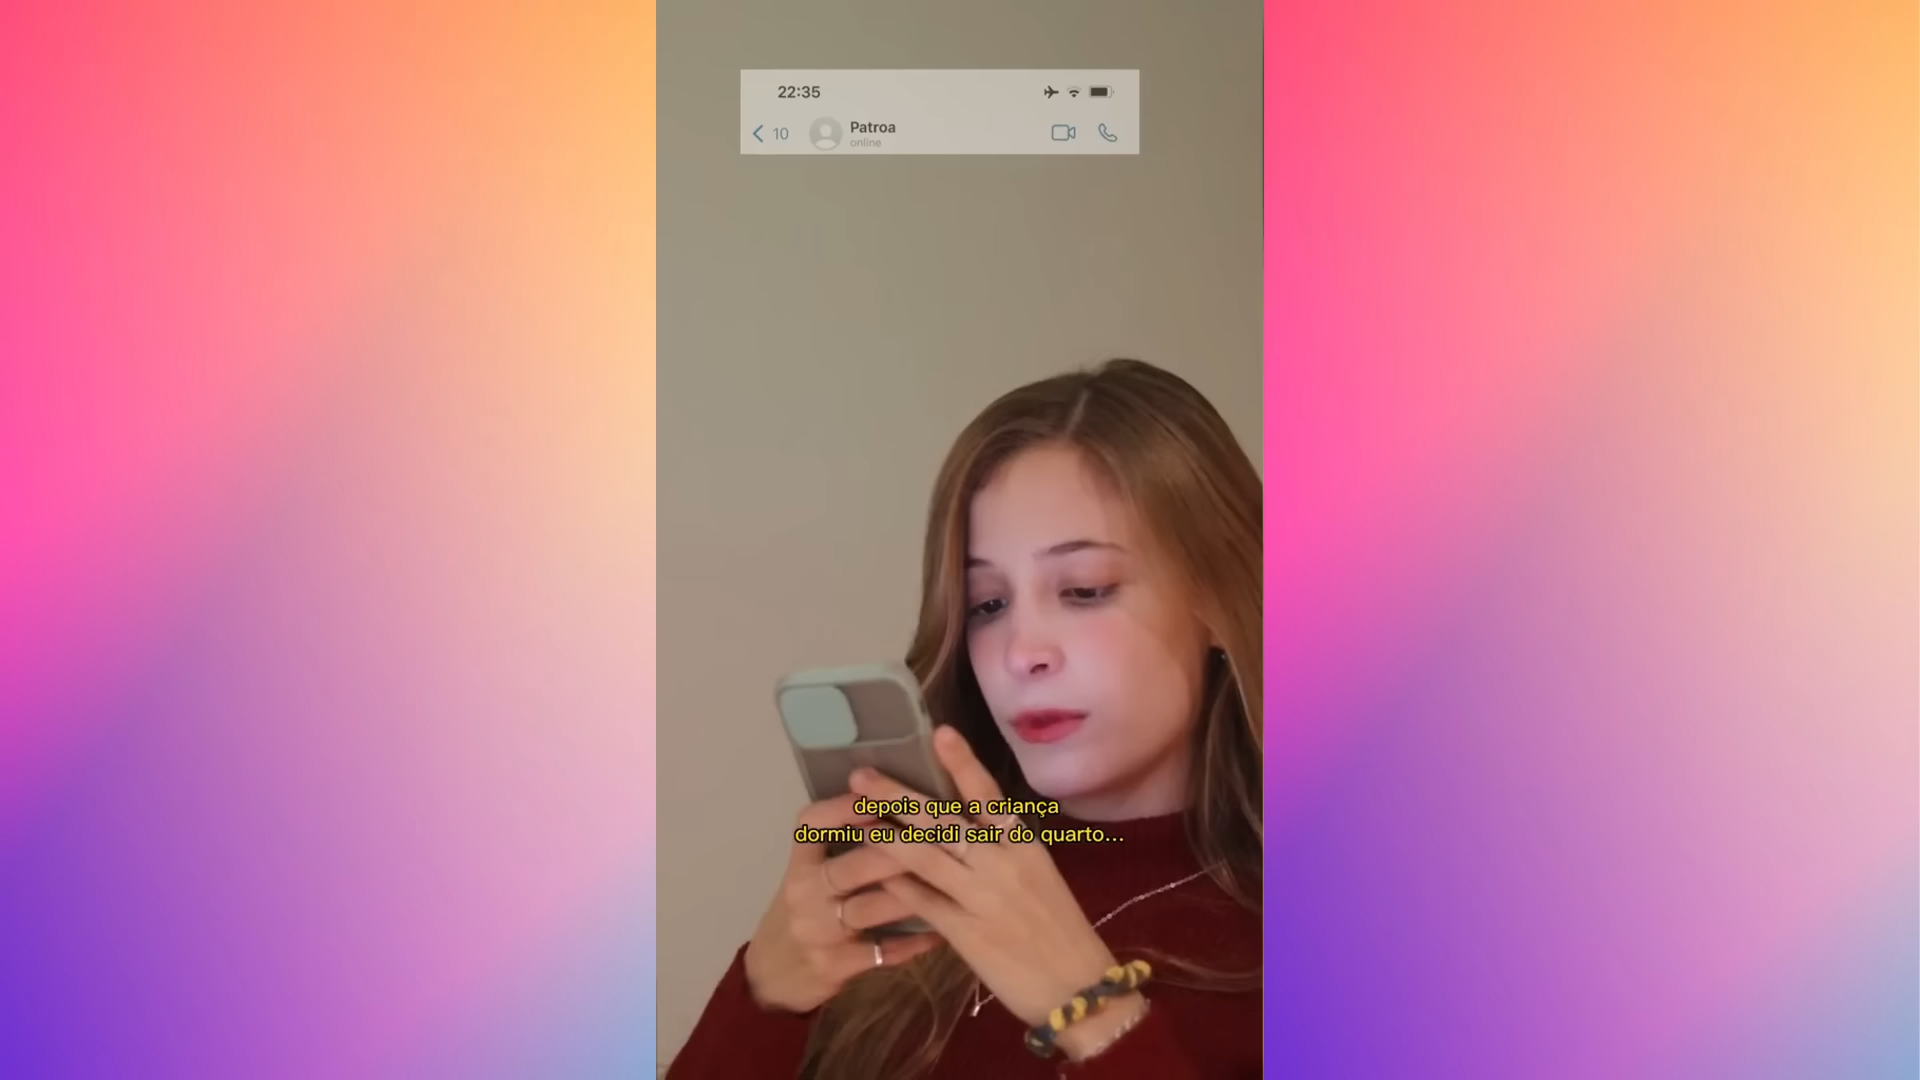 22:35
10
Patroa
online
depois que a criança
dormiu eu decidi sair do quarto...